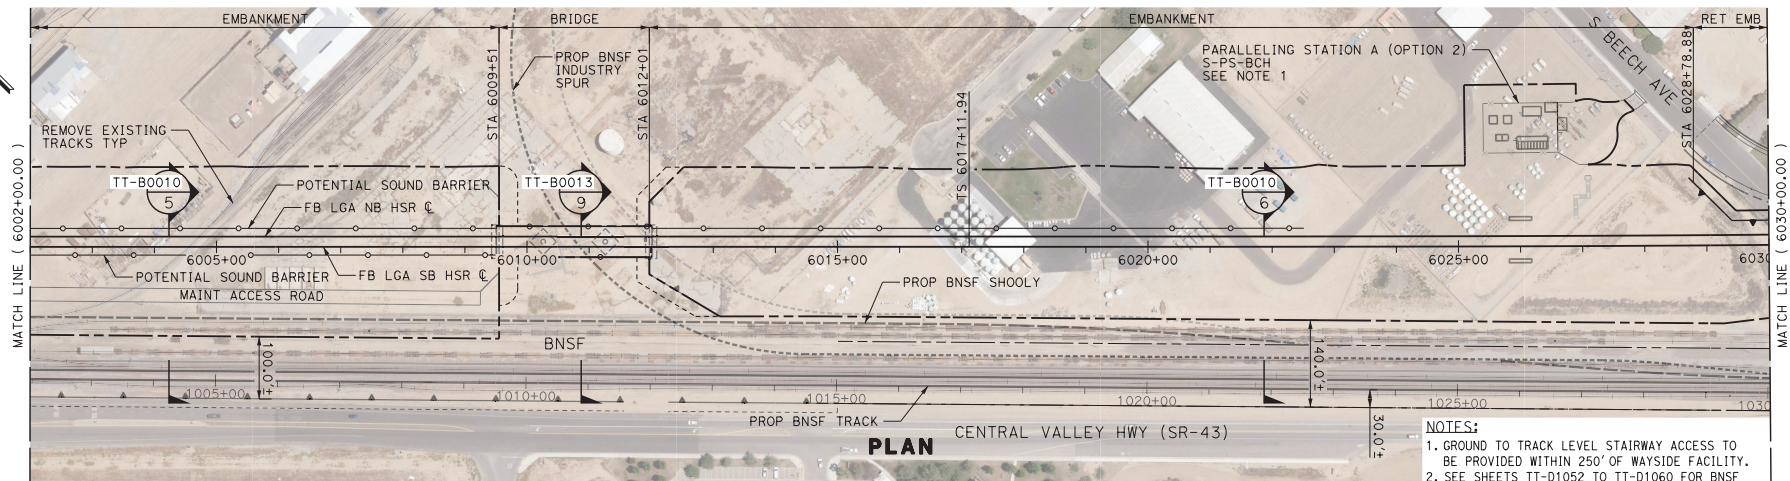 EMBANKMENT
BRIDGE
EMBANKMENT
RET EMB
PROP BNSF
INDUSTRY
SPUR
PARALLELING STATION A (OPTION 2)
S-PS-BCH
SEE NOTE 1
S BEECH AVE
STA 6009+51
STA 6012+01
TTS 6017+11.94
STA 6028+78.88
REMOVE EXISTING
TRACKS TYP
MATCH LINE ( 6002+00.00 )
MATCH LINE ( 6030+00.00 )
TT-B0010
5
TT-B0013
9
TT-B0010
6
POTENTIAL SOUND BARRIER
FB LGA NB HSR ℄
6005+00
6010+00
6015+00
6020+00
6025+00
6030
POTENTIAL SOUND BARRIER
FB LGA SB HSR ℄
MAINT ACCESS ROAD
PROP BNSF SHOOLY
BNSF
100.0'±
140.0'±
30.0'±
1005+00
1010+00
1015+00
1020+00
1025+00
1030
PROP BNSF TRACK
PLAN
CENTRAL VALLEY HWY (SR-43)
NOTES:
1. GROUND TO TRACK LEVEL STAIRWAY ACCESS TO
BE PROVIDED WITHIN 250' OF WAYSIDE FACILITY.
2. SEE SHEETS TT-D1052 TO TT-D1060 FOR BNSF